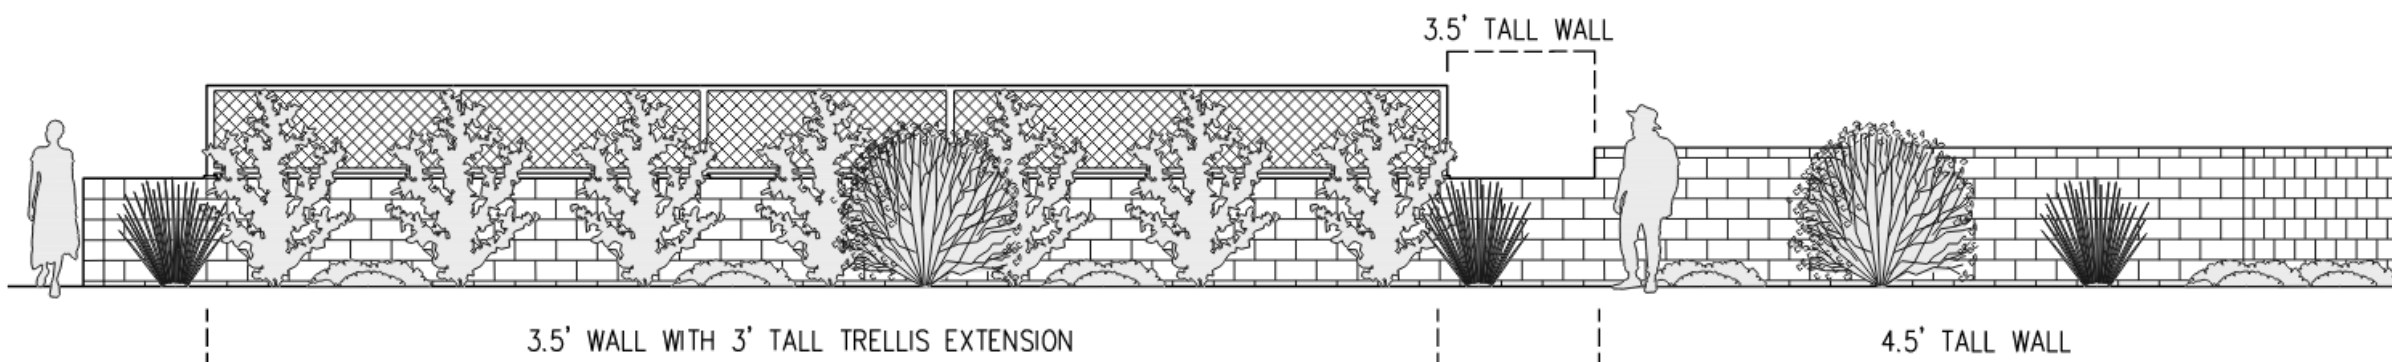 3.5' TALL WALL
3.5' WALL WITH 3' TALL TRELLIS EXTENSION
4.5' TALL WALL